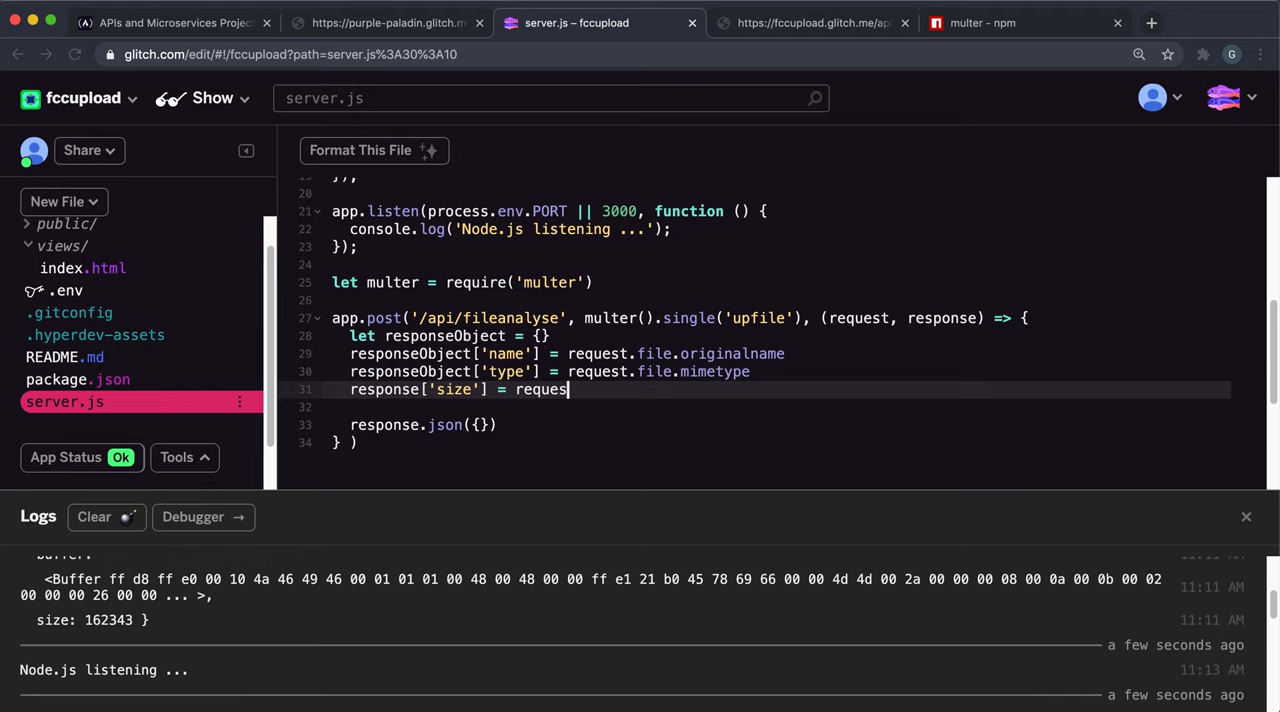 APIs and Microservices Projec
https://purple-paladin.glitch.m
server.js – fccupload
https://fccupload.glitch.me/api
multer - npm
glitch.com/edit/#!/fccupload?path=server.js%3A30%3A10
G
fccupload
Show
server.js
Share
Format This File
New File
public/
views/
index.html
.env
.gitconfig
.hyperdev-assets
README.md
package.json
server.js
App Status Ok
Tools
19 });
20
21 app.listen(process.env.PORT || 3000, function () {
22 console.log('Node.js listening ...');
23 });
24
25 let multer = require('multer')
26
27 app.post('/api/fileanalyse', multer().single('upfile'), (request, response) => {
28 let responseObject = {}
29 responseObject['name'] = request.file.originalname
30 responseObject['type'] = request.file.mimetype
31 response['size'] = reques
32
33 response.json({})
34 } )
Logs
Clear
Debugger →
buffer:
11:11 AM
<Buffer ff d8 ff e0 00 10 4a 46 49 46 00 01 01 01 00 48 00 48 00 00 ff e1 21 b0 45 78 69 66 00 00 4d 4d 00 2a 00 00 00 08 00 0a 00 0b 00 02
00 00 00 26 00 00 ... >,
11:11 AM
size: 162343 }
11:11 AM
a few seconds ago
Node.js listening ...
11:13 AM
a few seconds ago